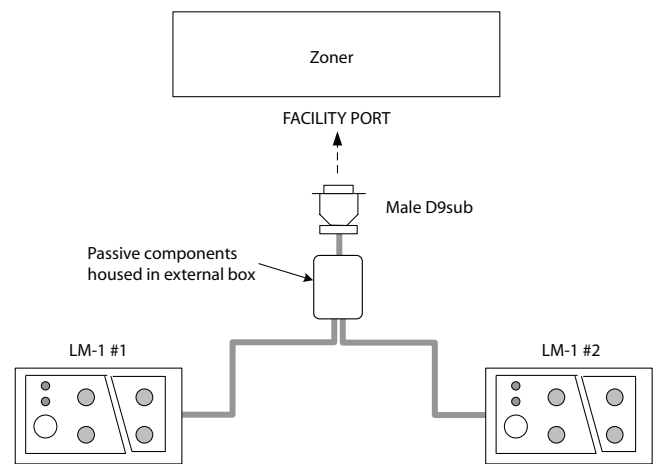 Zoner
FACILITY PORT
Male D9sub
Passive components
housed in external box
LM-1 #1
LM-1 #2